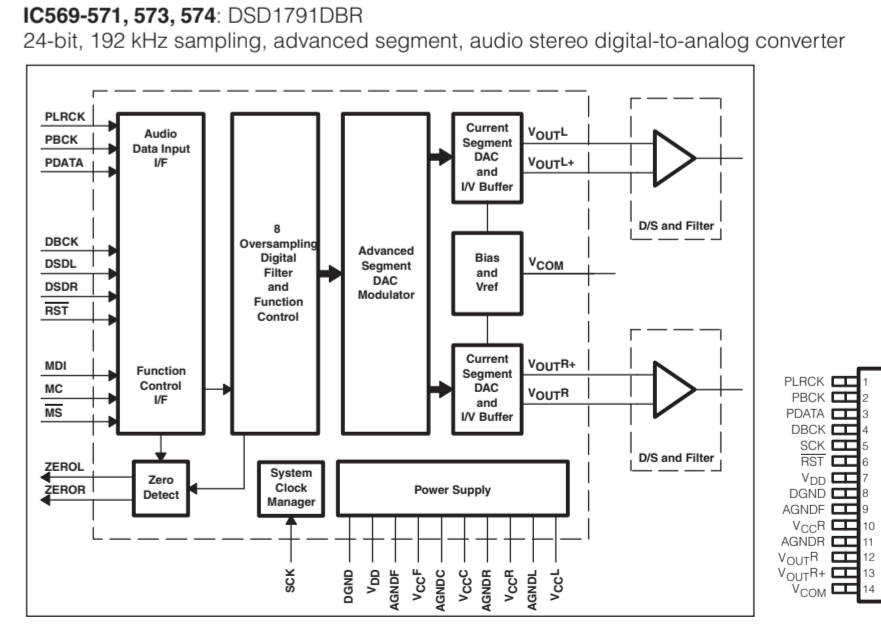 IC569-571, 573, 574: DSD1791DBR
24-bit, 192 kHz sampling, advanced segment, audio stereo digital-to-analog converter
PLRCK
PBCK
PDATA
DBCK
DSDL
DSDR
RST
MDI
MC
MS
ZEROL
ZEROR
Audio
Data Input
I/F
Function
Control
I/F
Zero
Detect
8
Oversampling
Digital
Filter
and
Function
Control
System
Clock
Manager
SCK
Advanced
Segment
DAC
Modulator
Current
Segment
DAC
and
I/V Buffer
Bias
and
Vref
Current
Segment
DAC
and
I/V Buffer
VOUTL
VOUTL+
VCOM
VOUTR+
VOUTR
D/S and Filter
D/S and Filter
Power Supply
DGND
VDD
AGNDF
VCCF
AGNDC
VCCC
AGNDR
VCCR
AGNDL
VCCL
PLRCK 1
PBCK 2
PDATA 3
DBCK 4
SCK 5
RST 6
VDD 7
DGND 8
AGNDF 9
VCCR 10
AGNDR 11
VOUTR 12
VOUTR+ 13
VCOM 14